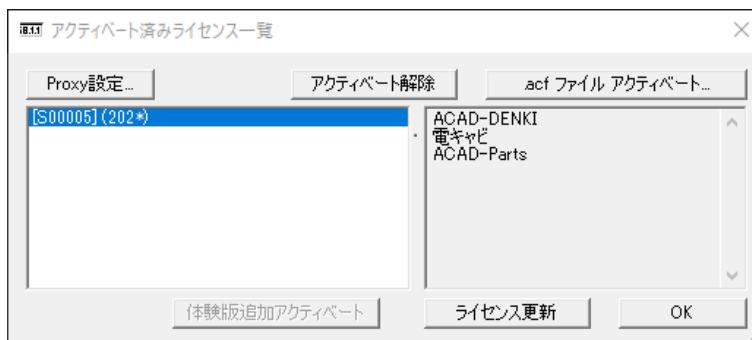 i8.1.1 アクティベート済みライセンス一覧
Proxy設定...
アクティベート解除
.acf ファイル アクティベート...
[S00005] (202*)
ACAD-DENKI
電キャビ
ACAD-Parts
体験版追加アクティベート
ライセンス更新
OK